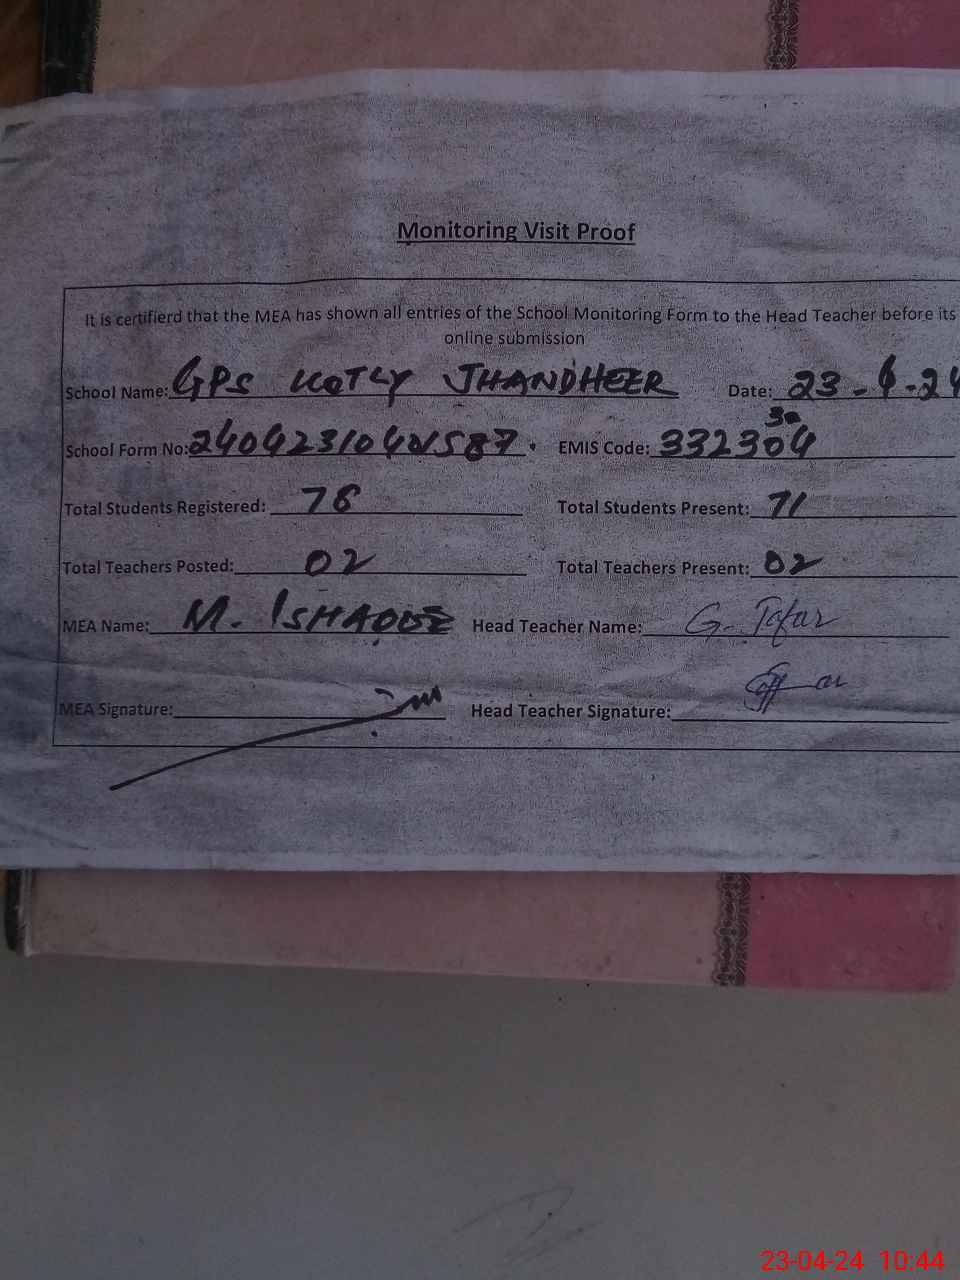 Monitoring Visit Proof
It is certifierd that the MEA has shown all entries of the School Monitoring Form to the Head Teacher before its
online submission
School Name: GPS KOTLY JHANDHEER Date: 23-4-24
30
School Form No: EMIS Code: 332304
Total Students Registered: 78 Total Students Present: 71
Total Teachers Posted: 02 Total Teachers Present: 02
MEA Name: M. ISHAQUE Head Teacher Name: G.
MEA Signature: Head Teacher Signature:
23-04-24 10:44